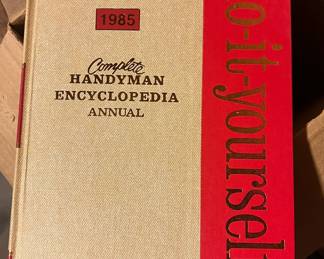 1985
Complete
HANDYMAN
ENCYCLOPEDIA
ANNUAL
o-it-yoursel